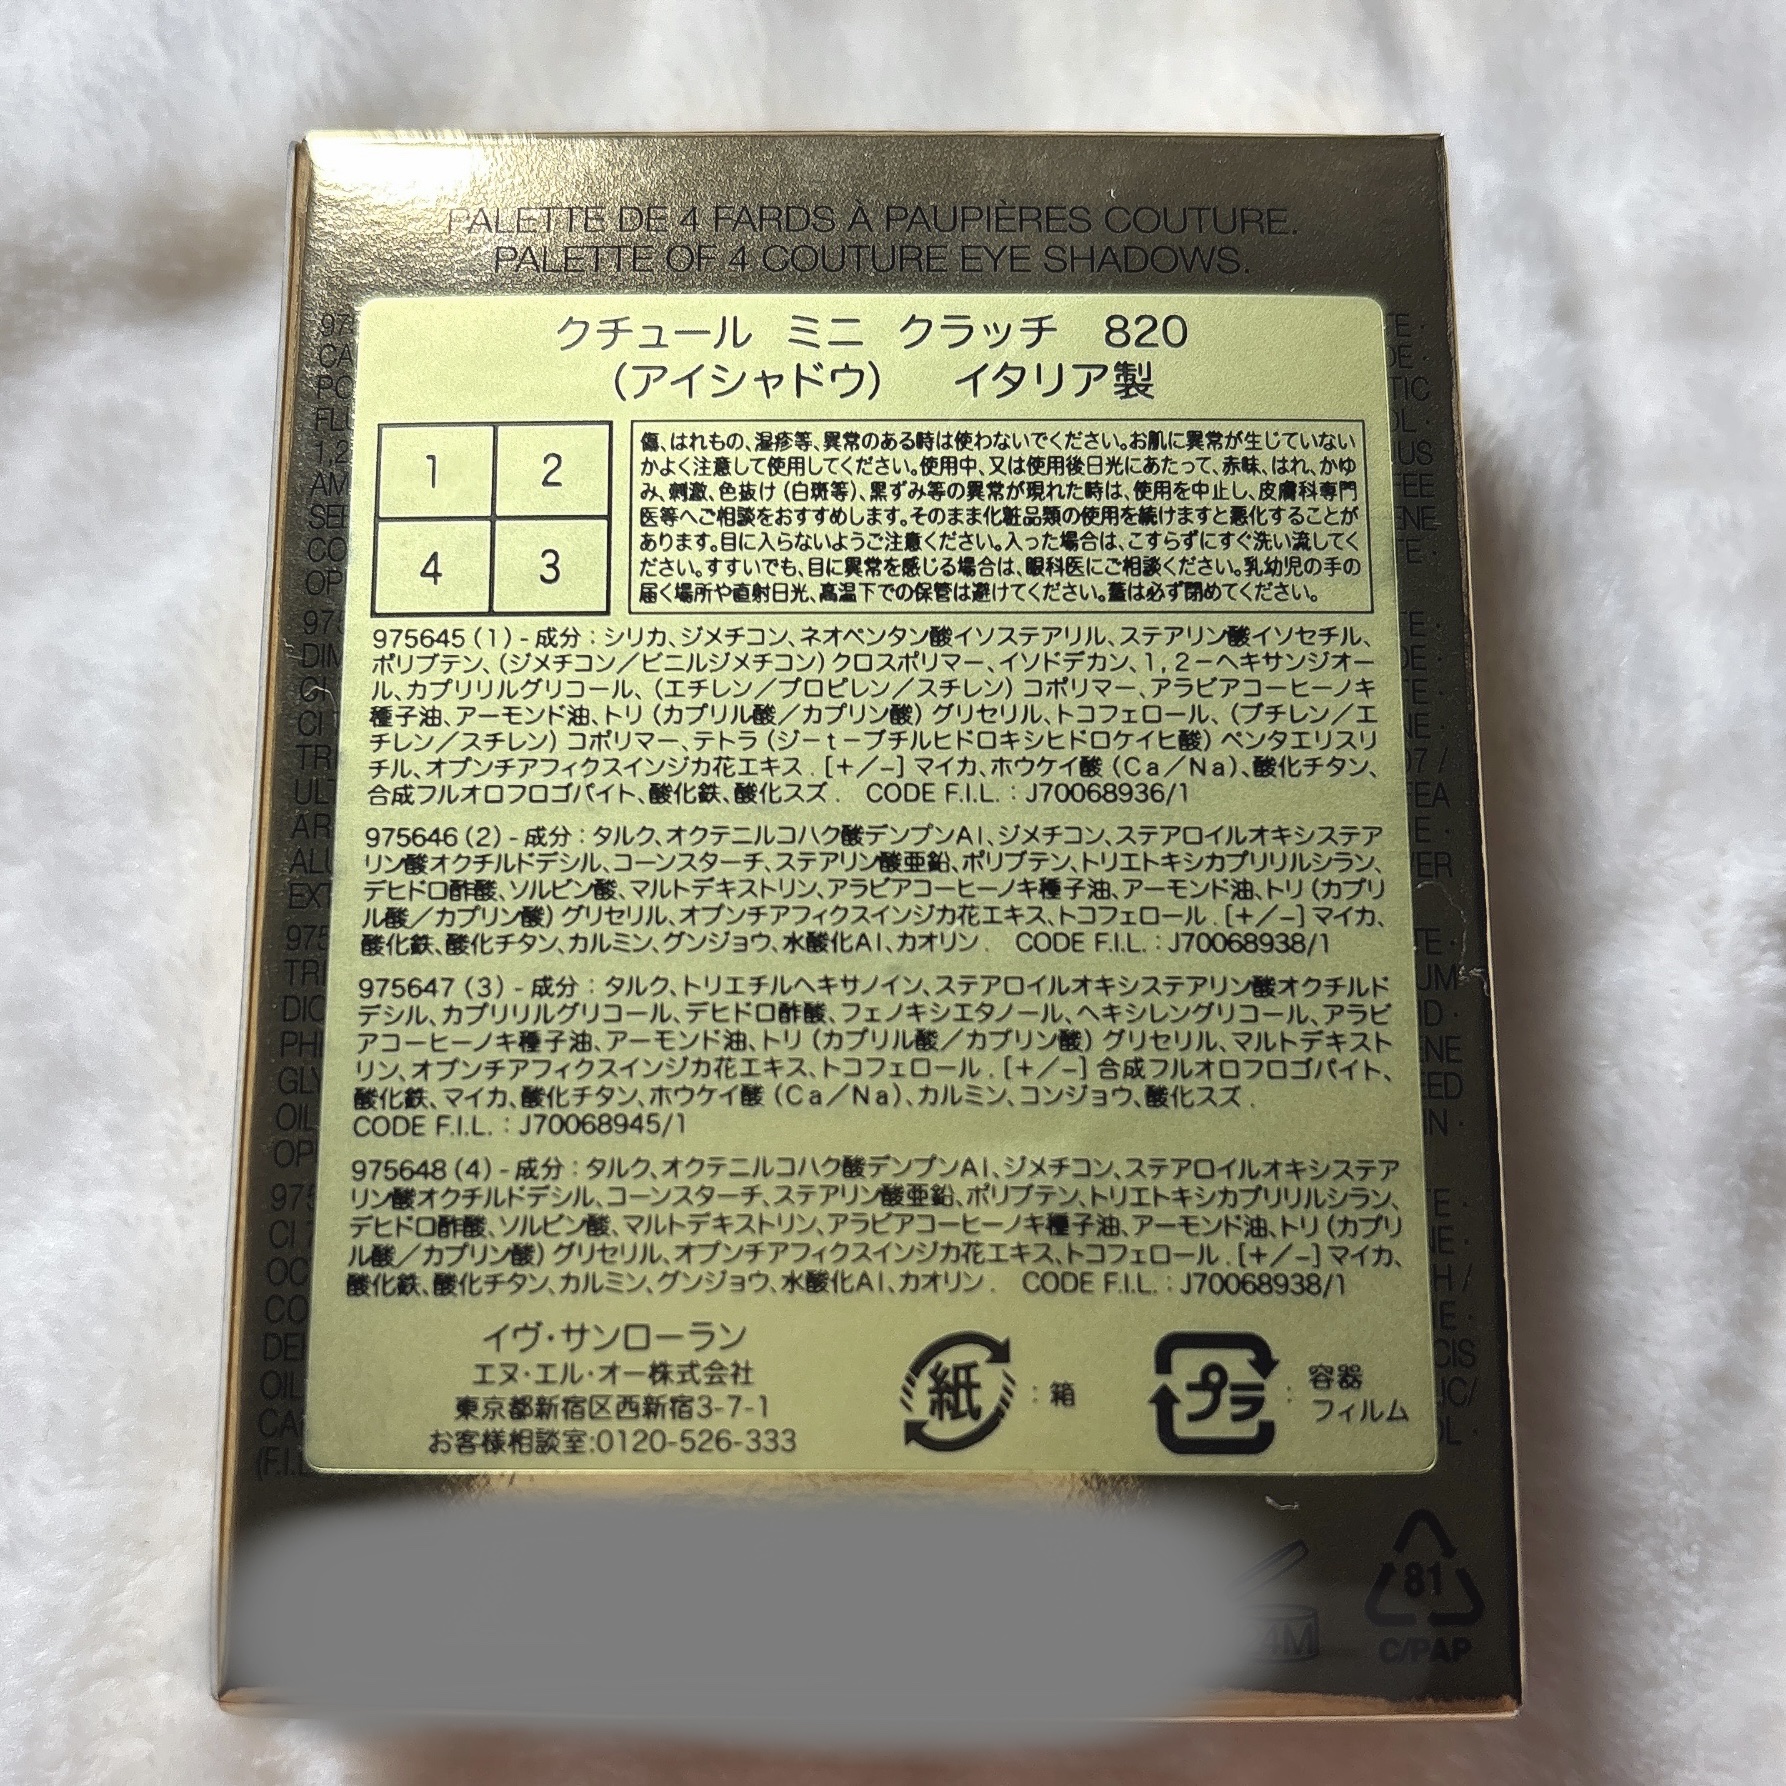 PALETTE DE 4 FARDS À PAUPIÈRES COUTURE.
PALETTE OF 4 COUTURE EYE SHADOWS.
クチュール ミニ クラッチ 820
(アイシャドウ) イタリア製
1 2
4 3
傷、はれもの、湿疹等、異常のある時は使わないでください。お肌に異常が生じていない
かよく注意して使用してください。使用中、又は使用後日光にあたって、赤味、はれ、かゆ
み、刺激、色抜け(白斑等)、黒ずみ等の異常が現れた時は、使用を中止し、皮膚科専門
医等へご相談をおすすめします。そのまま化粧品類の使用を続けますと悪化することが
あります。目に入らないようご注意ください。入った場合は、こすらずにすぐ洗い流してく
ださい。すすいでも、目に異常を感じる場合は、眼科医にご相談ください。乳幼児の手の
届く場所や直射日光、高温下での保管は避けてください。蓋は必ず閉めてください。
975645(1)-成分:シリカ、ジメチコン、ネオペンタン酸イソステアリル、ステアリン酸イソセチル、
ポリブテン、(ジメチコン/ビニルジメチコン)クロスポリマー、イソドデカン、1,2-ヘキサンジオー
ル、カプリリルグリコール、(エチレン/プロピレン/スチレン)コポリマー、アラビアコーヒーノキ
種子油、アーモンド油、トリ(カプリル酸/カプリン酸)グリセリル、トコフェロール、(ブチレン/エ
チレン/スチレン)コポリマー、テトラ(ジ-t-ブチルヒドロキシヒドロケイヒ酸)ペンタエリスリ
チル、オプンチアフィクスインジカ花エキス.[+/-]マイカ、ホウケイ酸(Ca/Na)、酸化チタン、
合成フルオロフロゴパイト、酸化鉄、酸化スズ. CODE F.I.L.:J70068936/1
975646(2)-成分:タルク、オクテニルコハク酸デンプンAl、ジメチコン、ステアロイルオキシステア
リン酸オクチルドデシル、コーンスターチ、ステアリン酸亜鉛、ポリブテン、トリエトキシカプリリルシラン、
デヒドロ酢酸、ソルビン酸、マルトデキストリン、アラビアコーヒーノキ種子油、アーモンド油、トリ(カプリ
ル酸/カプリン酸)グリセリル、オプンチアフィクスインジカ花エキス、トコフェロール.[+/-]マイカ、
酸化鉄、酸化チタン、カルミン、グンジョウ、水酸化Al、カオリン. CODE F.I.L.:J70068938/1
975647(3)-成分:タルク、トリエチルヘキサノイン、ステアロイルオキシステアリン酸オクチルド
デシル、カプリリルグリコール、デヒドロ酢酸、フェノキシエタノール、ヘキシレングリコール、アラビ
アコーヒーノキ種子油、アーモンド油、トリ(カプリル酸/カプリン酸)グリセリル、マルトデキスト
リン、オプンチアフィクスインジカ花エキス、トコフェロール.[+/-]合成フルオロフロゴパイト、
酸化鉄、マイカ、酸化チタン、ホウケイ酸(Ca/Na)、カルミン、コンジョウ、酸化スズ.
CODE F.I.L.:J70068945/1
975648(4)-成分:タルク、オクテニルコハク酸デンプンAl、ジメチコン、ステアロイルオキシステア
リン酸オクチルドデシル、コーンスターチ、ステアリン酸亜鉛、ポリブテン、トリエトキシカプリリルシラン、
デヒドロ酢酸、ソルビン酸、マルトデキストリン、アラビアコーヒーノキ種子油、アーモンド油、トリ(カプリ
ル酸/カプリン酸)グリセリル、オプンチアフィクスインジカ花エキス、トコフェロール.[+/-]マイカ、
酸化鉄、酸化チタン、カルミン、グンジョウ、水酸化Al、カオリン. CODE F.I.L.:J70068938/1
イヴ・サンローラン
エヌ・エル・オー株式会社
東京都新宿区西新宿3-7-1
お客様相談室:0120-526-333
紙:箱
プラ:容器
フィルム
81
C/PAP